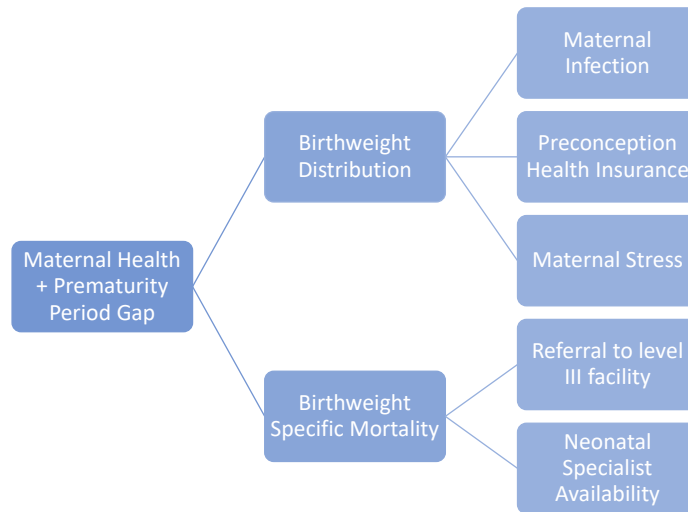 Maternal Health
+ Prematurity
Period Gap
Birthweight
Distribution
Maternal
Infection
Preconception
Health Insurance
Maternal Stress
Birthweight
Specific Mortality
Referral to level
III facility
Neonatal
Specialist
Availability